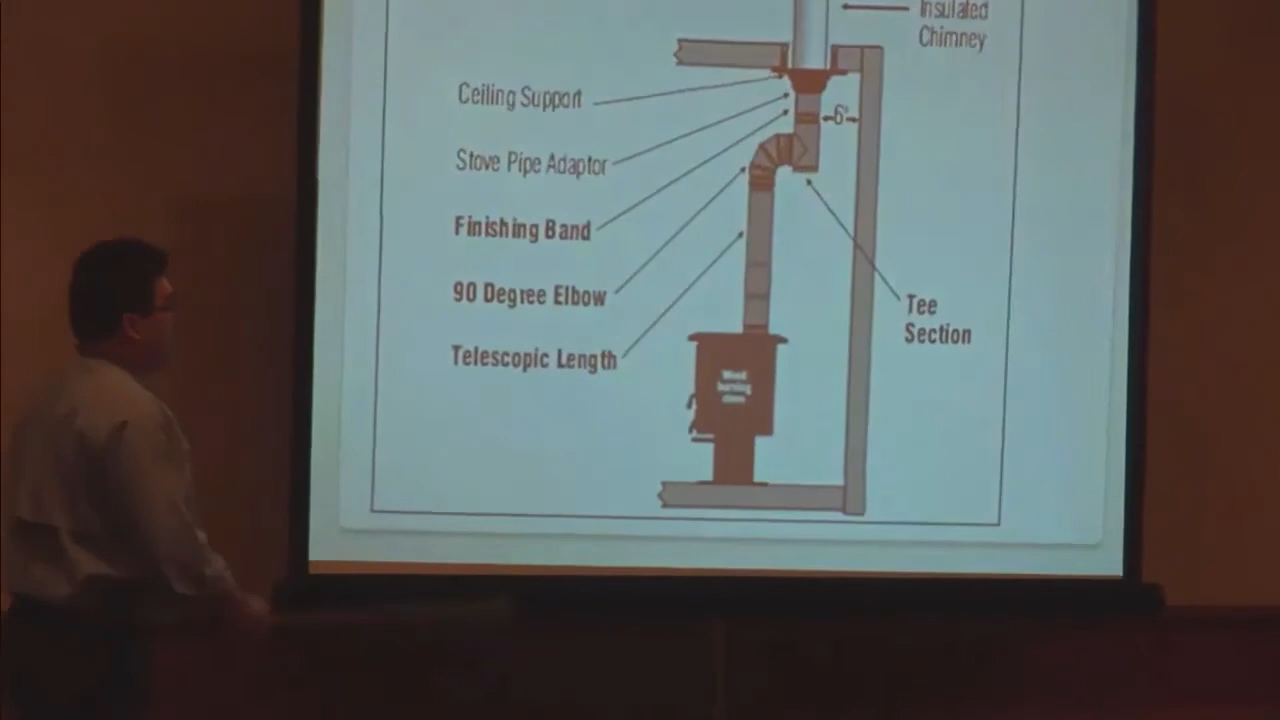 Insulated
Chimney
Ceiling Support
6"
Stove Pipe Adaptor
Finishing Band
90 Degree Elbow
Tee
Section
Telescopic Length
Wood
burning
stove